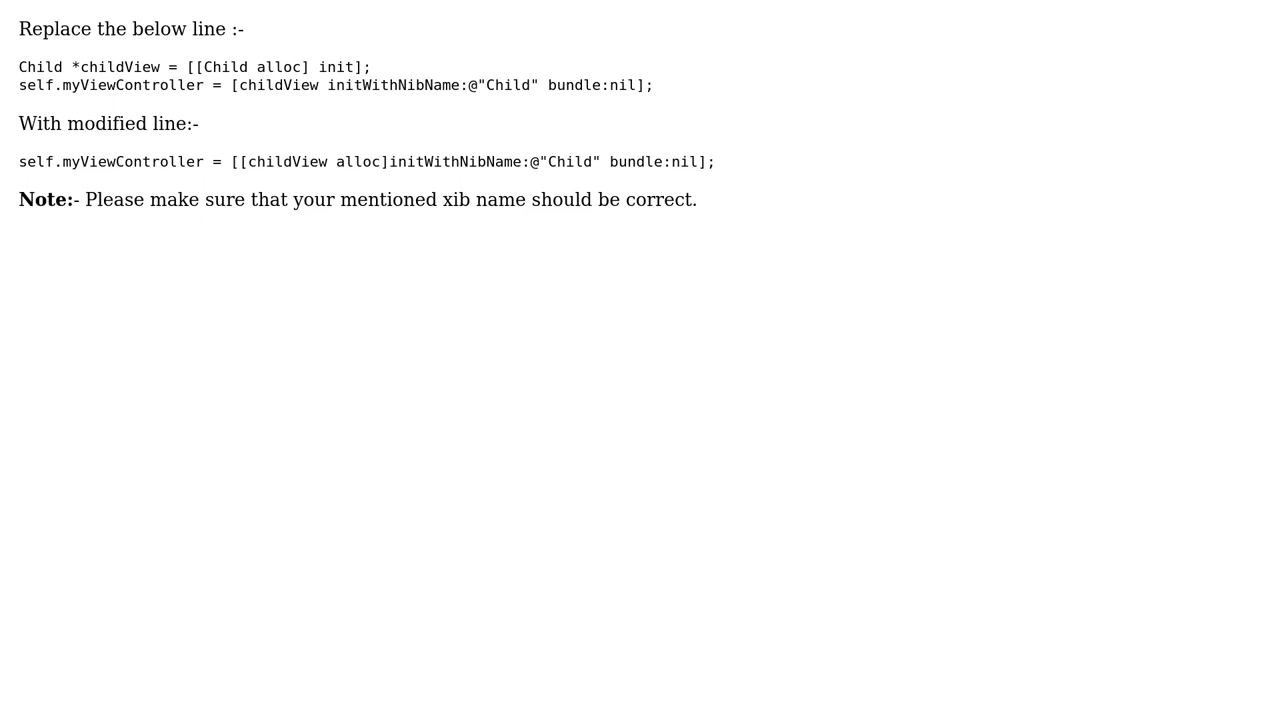 Replace the below line :-
Child *childView = [[Child alloc] init];
self.myViewController = [childView initWithNibName:@"Child" bundle:nil];
With modified line:-
self.myViewController = [[childView alloc]initWithNibName:@"Child" bundle:nil];
Note:- Please make sure that your mentioned xib name should be correct.